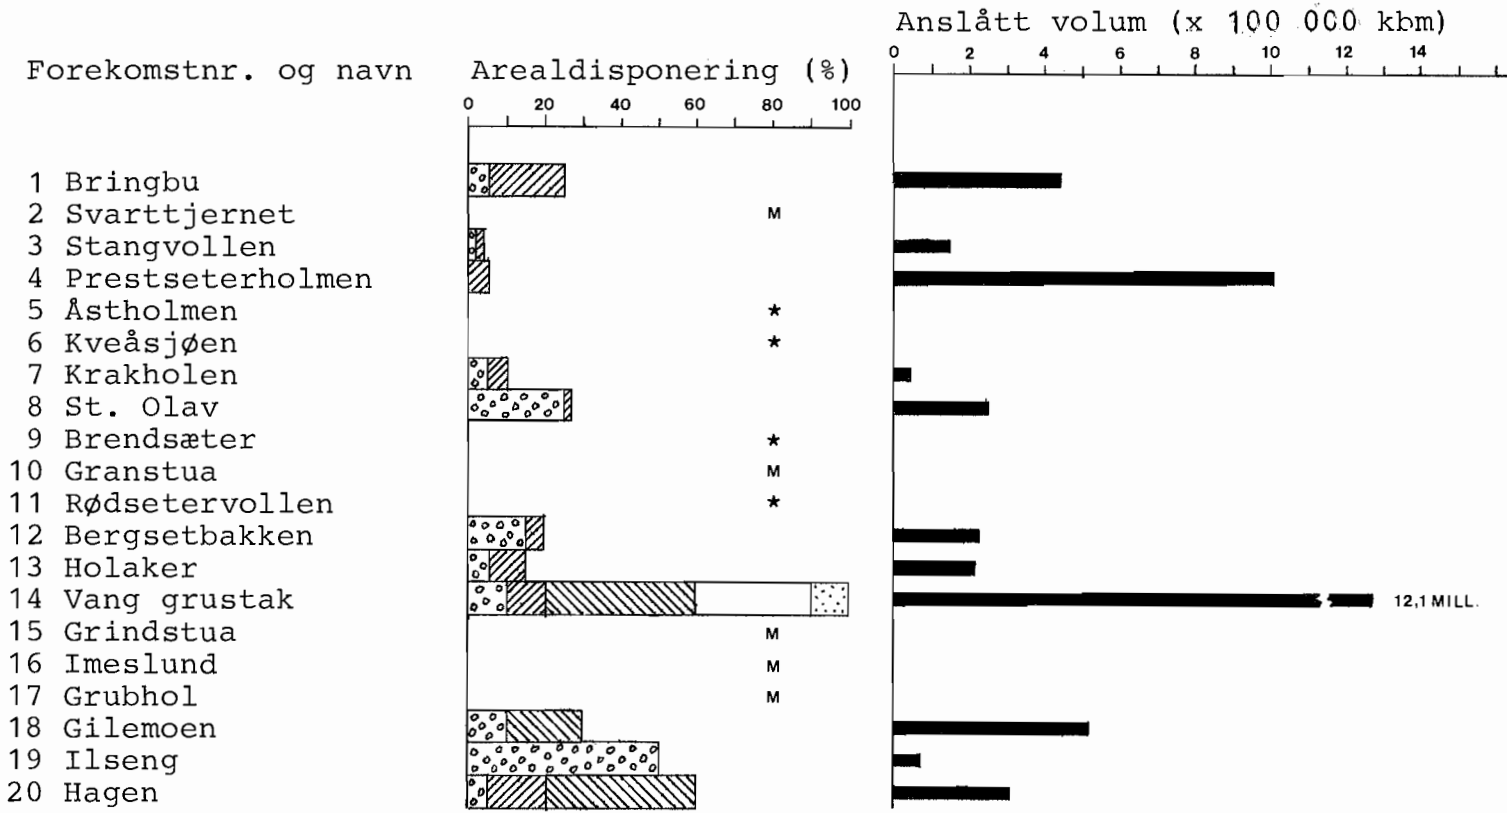 Anslått volum (x 100 000 kbm)
0 2 4 6 8 10 12 14
Forekomstnr. og navn Arealdisponering (%)
0 20 40 60 80 100
1 Bringbu
2 Svarttjernet M
3 Stangvollen
4 Prestseterholmen
5 Åstholmen *
6 Kveåsjøen *
7 Krakholen
8 St. Olav
9 Brendsæter *
10 Granstua M
11 Rødsetervollen *
12 Bergsetbakken
13 Holaker
14 Vang grustak 12,1 MILL.
15 Grindstua M
16 Imeslund M
17 Grubhol M
18 Gilemoen
19 Ilseng
20 Hagen